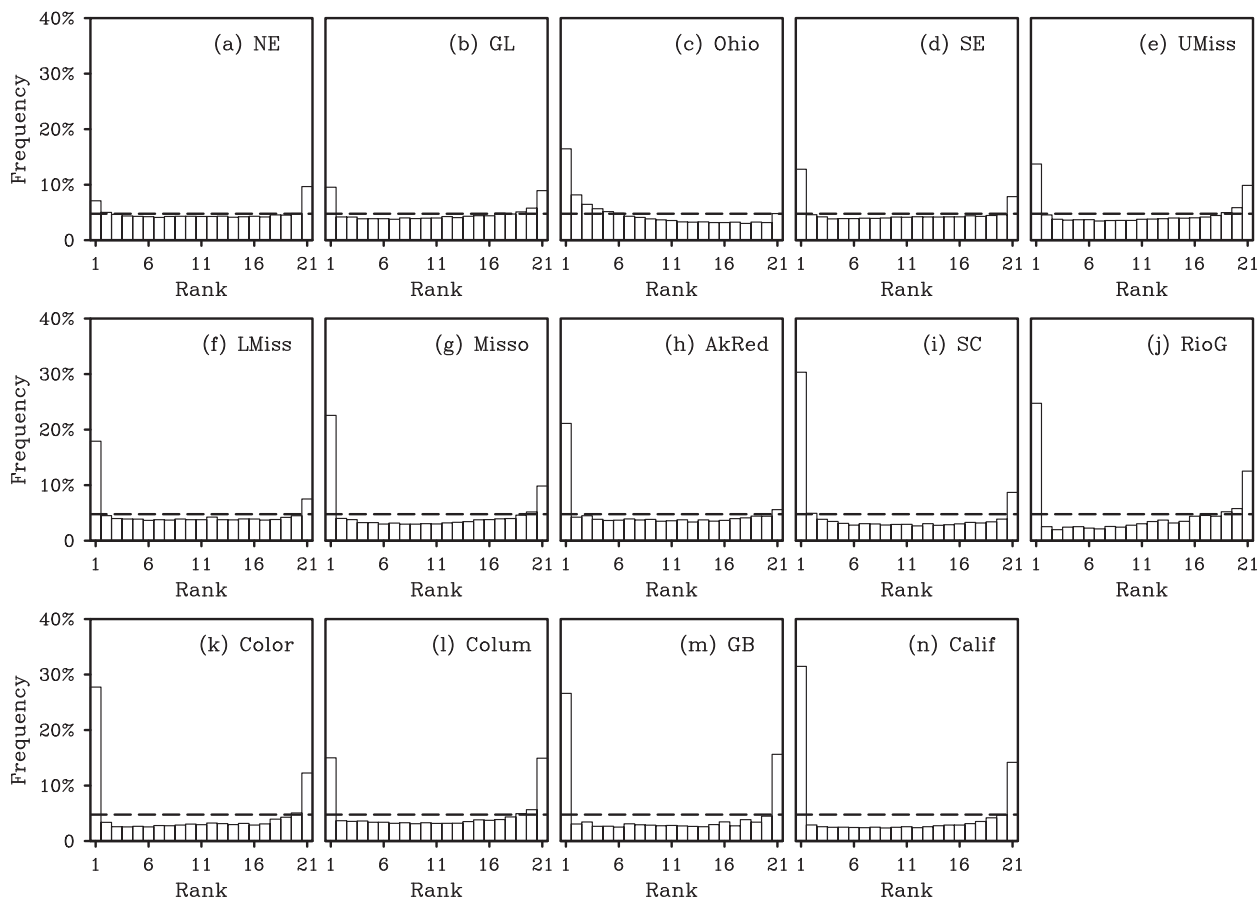 40%
30%
20%
10%
0
Frequency
(a) NE
(b) GL
(c) Ohio
(d) SE
(e) UMiss
1 6 11 16 21
1 6 11 16 21
1 6 11 16 21
1 6 11 16 21
1 6 11 16 21
Rank
Rank
Rank
Rank
Rank
40%
30%
20%
10%
0
Frequency
(f) LMiss
(g) Misso
(h) AkRed
(i) SC
(j) RioG
1 6 11 16 21
1 6 11 16 21
1 6 11 16 21
1 6 11 16 21
1 6 11 16 21
Rank
Rank
Rank
Rank
Rank
40%
30%
20%
10%
0
Frequency
(k) Color
(l) Colum
(m) GB
(n) Calif
1 6 11 16 21
1 6 11 16 21
1 6 11 16 21
1 6 11 16 21
Rank
Rank
Rank
Rank